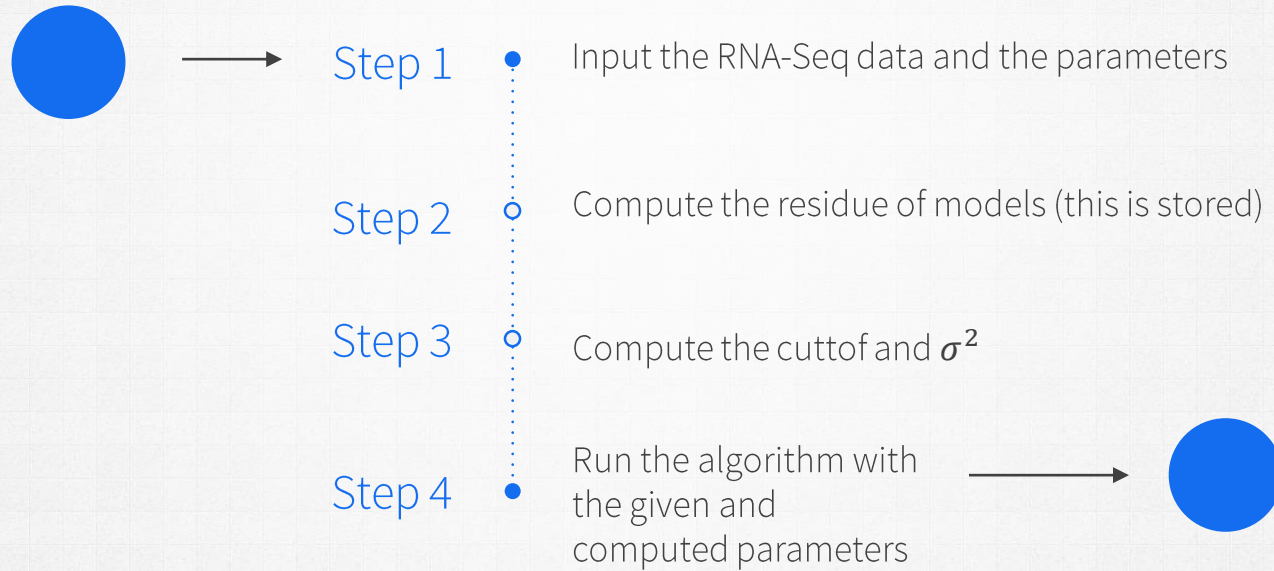 Step 1
Input the RNA-Seq data and the parameters
Step 2
Compute the residue of models (this is stored)
Step 3
Compute the cuttof and σ²
Step 4
Run the algorithm with
the given and
computed parameters